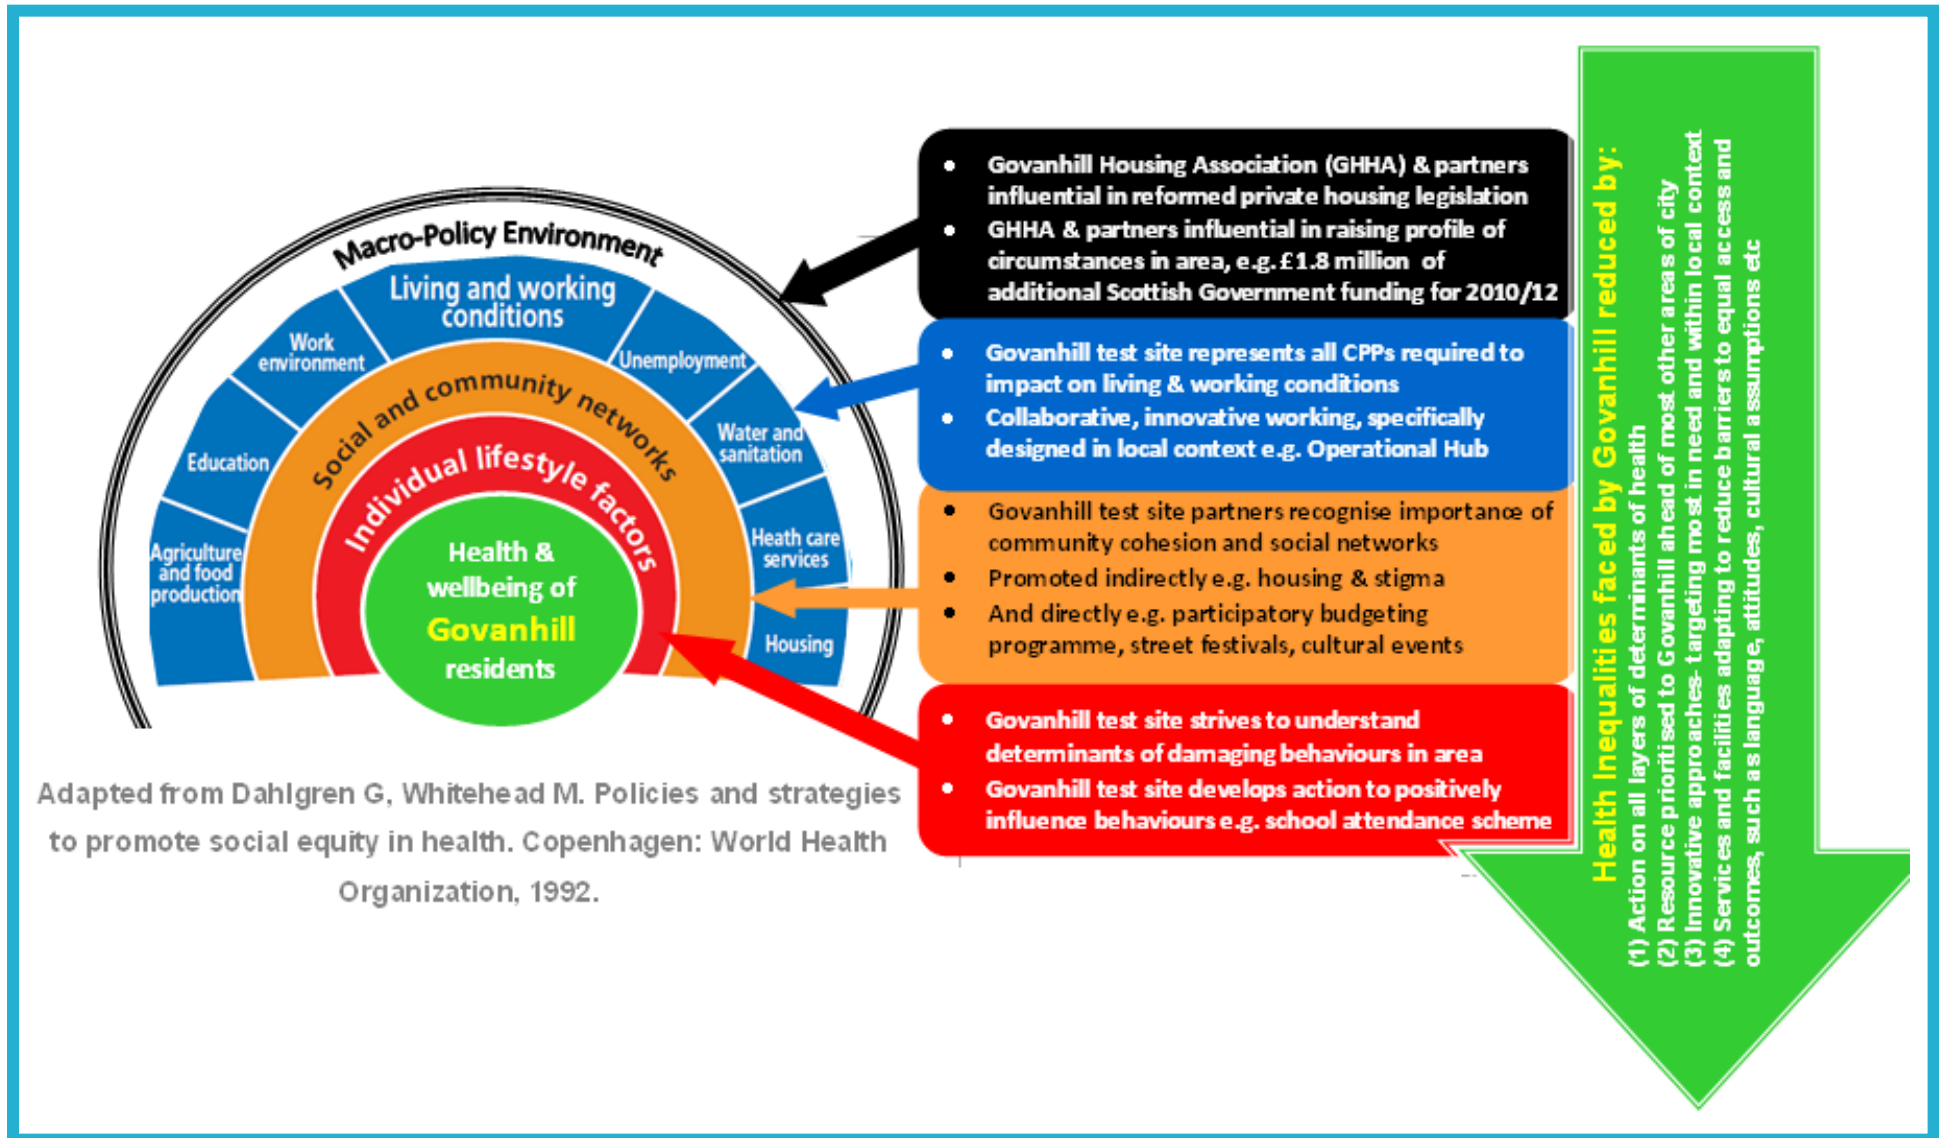 Macro-Policy Environment
Living and working
conditions
Work
environment
Unemployment
Education
Water and
sanitation
Agriculture
and food
production
Heath care
services
Housing
Social and community networks
Individual lifestyle factors
Health &
wellbeing of
Govanhill
residents
Adapted from Dahlgren G, Whitehead M. Policies and strategies
to promote social equity in health. Copenhagen: World Health
Organization, 1992.
• Govanhill Housing Association (GHHA) & partners
influential in reformed private housing legislation
• GHHA & partners influential in raising profile of
circumstances in area, e.g. £1.8 million of
additional Scottish Government funding for 2010/12
• Govanhill test site represents all CPPs required to
impact on living & working conditions
• Collaborative, innovative working, specifically
designed in local context e.g. Operational Hub
• Govanhill test site partners recognise importance of
community cohesion and social networks
• Promoted indirectly e.g. housing & stigma
• And directly e.g. participatory budgeting
programme, street festivals, cultural events
• Govanhill test site strives to understand
determinants of damaging behaviours in area
• Govanhill test site develops action to positively
influence behaviours e.g. school attendance scheme
Health Inequalities faced by Govanhill reduced by:
(1) Action on all layers of determinants of health
(2) Resource prioritised to Govanhill ahead of most other areas of city
(3) Innovative approaches- targeting most in need and within local context
(4) Services and facilities adapting to reduce barriers to equal access and
outcomes, such as language, attitudes, cultural assumptions etc